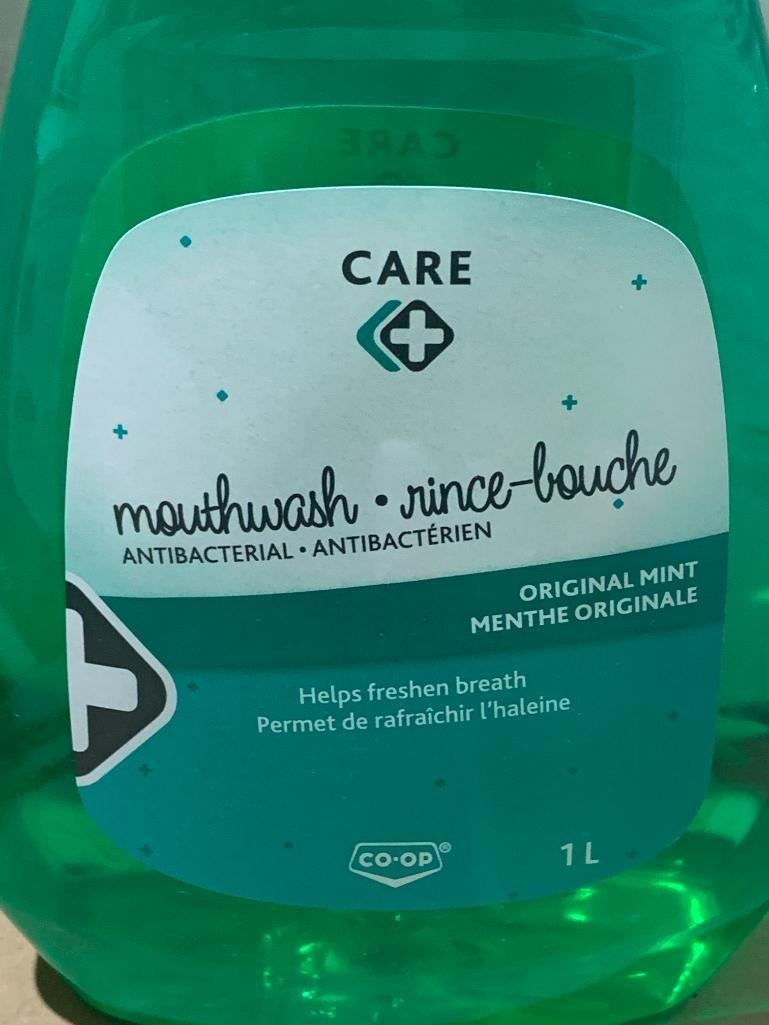 CARE
CARE
mouthwash • rince-bouche
ANTIBACTERIAL • ANTIBACTÉRIEN
ORIGINAL MINT
MENTHE ORIGINALE
Helps freshen breath
Permet de rafraîchir l'haleine
CO-OP® 1 L